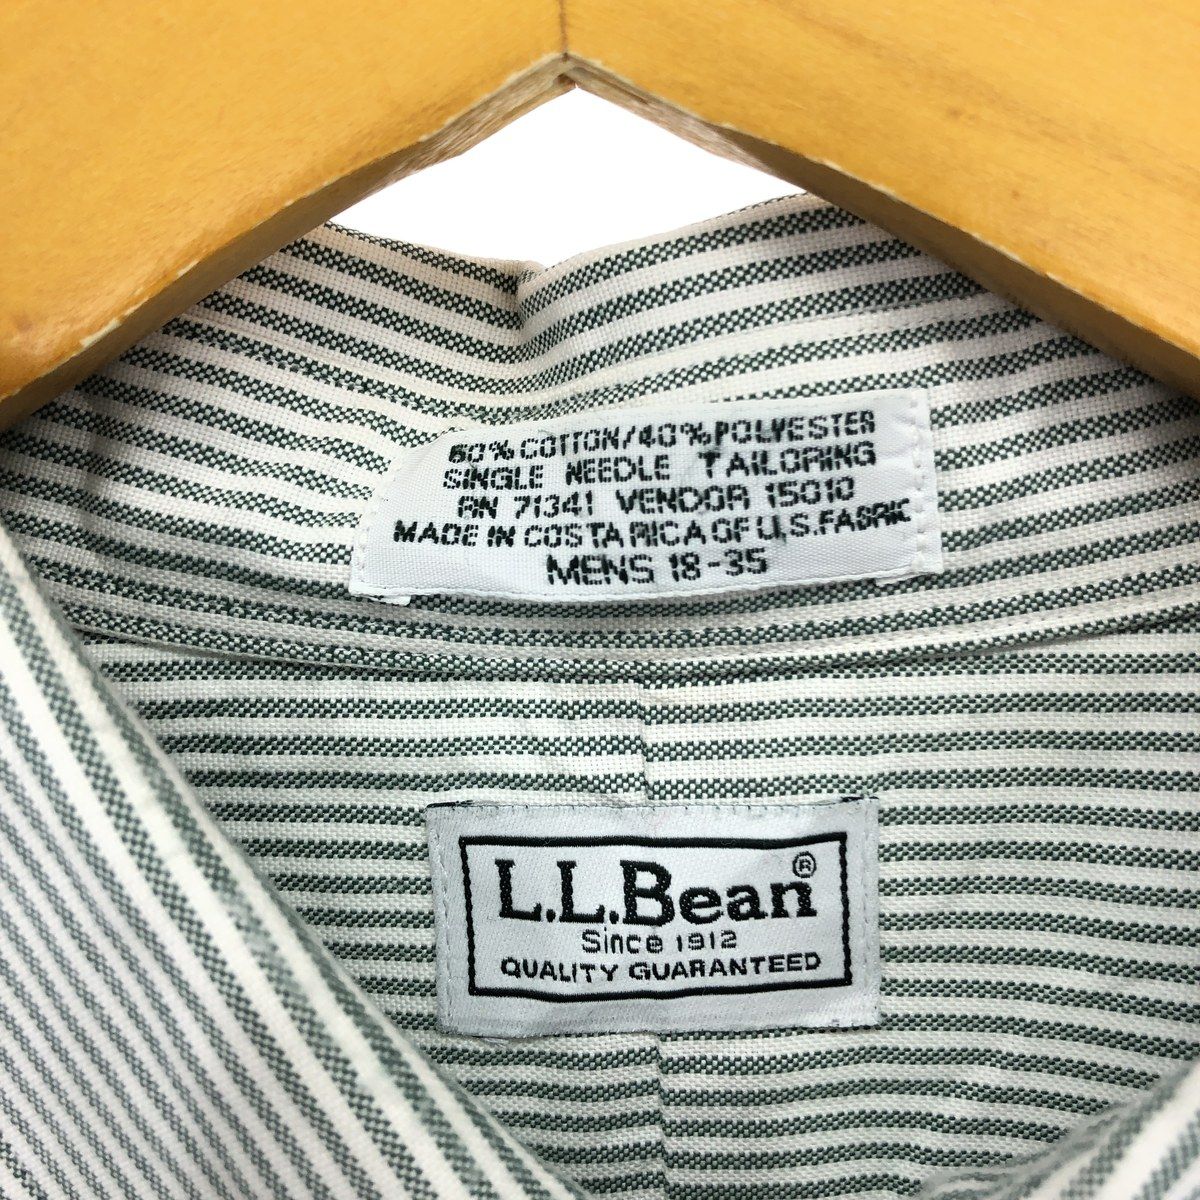 60% COTTON/40% POLYESTER
SINGLE NEEDLE TAILORING
RN 71341 VENDOR 15010
MADE IN COSTA RICA OF U.S. FABRIC
MENS 18-35
L.L.Bean®
Since 1912
QUALITY GUARANTEED